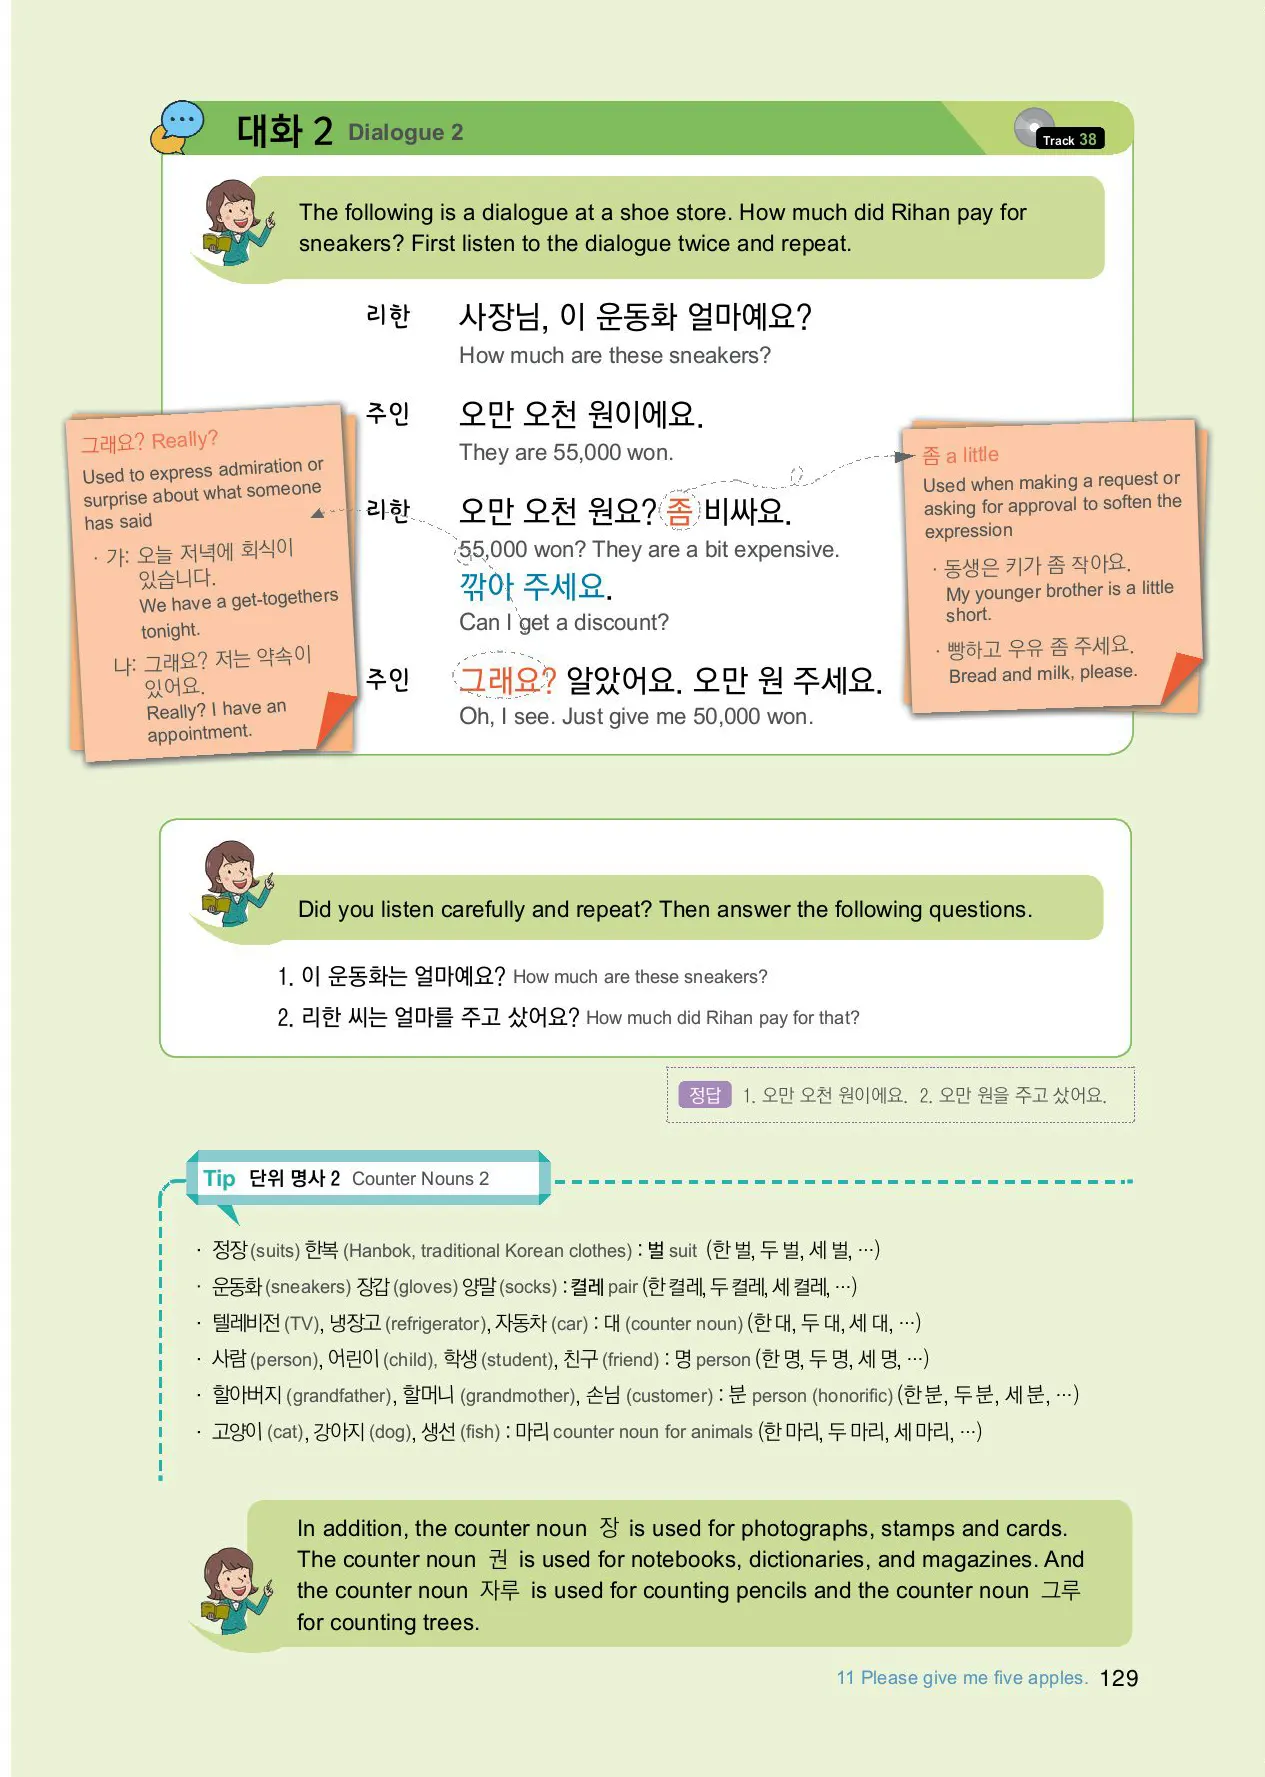 대화 2 Dialogue 2
Track 38
The following is a dialogue at a shoe store. How much did Rihan pay for
sneakers? First listen to the dialogue twice and repeat.
리한 사장님, 이 운동화 얼마예요?
How much are these sneakers?
주인 오만 오천 원이에요.
They are 55,000 won.
리한 오만 오천 원요? 좀 비싸요.
55,000 won? They are a bit expensive.
깎아 주세요.
Can I get a discount?
주인 그래요? 알았어요. 오만 원 주세요.
Oh, I see. Just give me 50,000 won.
그래요? Really?
Used to express admiration or
surprise about what someone
has said
· 가: 오늘 저녁에 회식이
있습니다.
We have a get-togethers
tonight.
나: 그래요? 저는 약속이
있어요.
Really? I have an
appointment.
좀 a little
Used when making a request or
asking for approval to soften the
expression
· 동생은 키가 좀 작아요.
My younger brother is a little
short.
· 빵하고 우유 좀 주세요.
Bread and milk, please.
Did you listen carefully and repeat? Then answer the following questions.
1. 이 운동화는 얼마예요? How much are these sneakers?
2. 리한 씨는 얼마를 주고 샀어요? How much did Rihan pay for that?
정답 1. 오만 오천 원이에요. 2. 오만 원을 주고 샀어요.
Tip 단위 명사 2 Counter Nouns 2
· 정장 (suits) 한복 (Hanbok, traditional Korean clothes) : 벌 suit (한 벌, 두 벌, 세 벌, …)
· 운동화 (sneakers) 장갑 (gloves) 양말 (socks) : 켤레 pair (한 켤레, 두 켤레, 세 켤레, …)
· 텔레비전 (TV), 냉장고 (refrigerator), 자동차 (car) : 대 (counter noun) (한 대, 두 대, 세 대, …)
· 사람 (person), 어린이 (child), 학생 (student), 친구 (friend) : 명 person (한 명, 두 명, 세 명, …)
· 할아버지 (grandfather), 할머니 (grandmother), 손님 (customer) : 분 person (honorific) (한 분, 두 분, 세 분, …)
· 고양이 (cat), 강아지 (dog), 생선 (fish) : 마리 counter noun for animals (한 마리, 두 마리, 세 마리, …)
In addition, the counter noun 장 is used for photographs, stamps and cards.
The counter noun 권 is used for notebooks, dictionaries, and magazines. And
the counter noun 자루 is used for counting pencils and the counter noun 그루
for counting trees.
11 Please give me five apples. 129